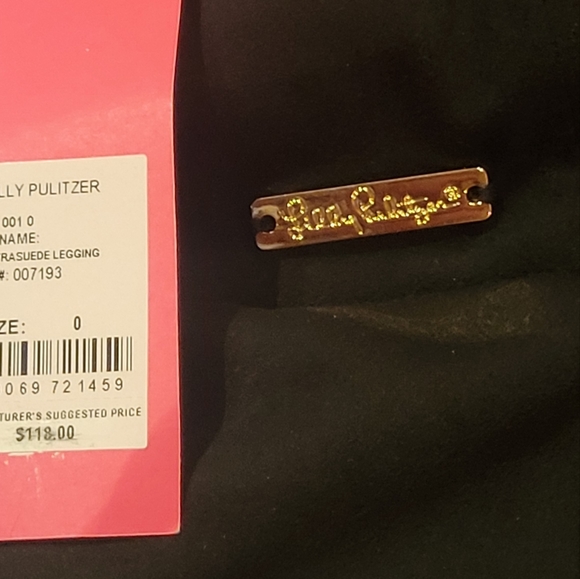 LLY PULITZER
001 0
NAME:
RASUEDE LEGGING
#: 007193
ZE: 0
069 721459
TURER'S SUGGESTED PRICE
$118.00
Lilly Pulitzer®